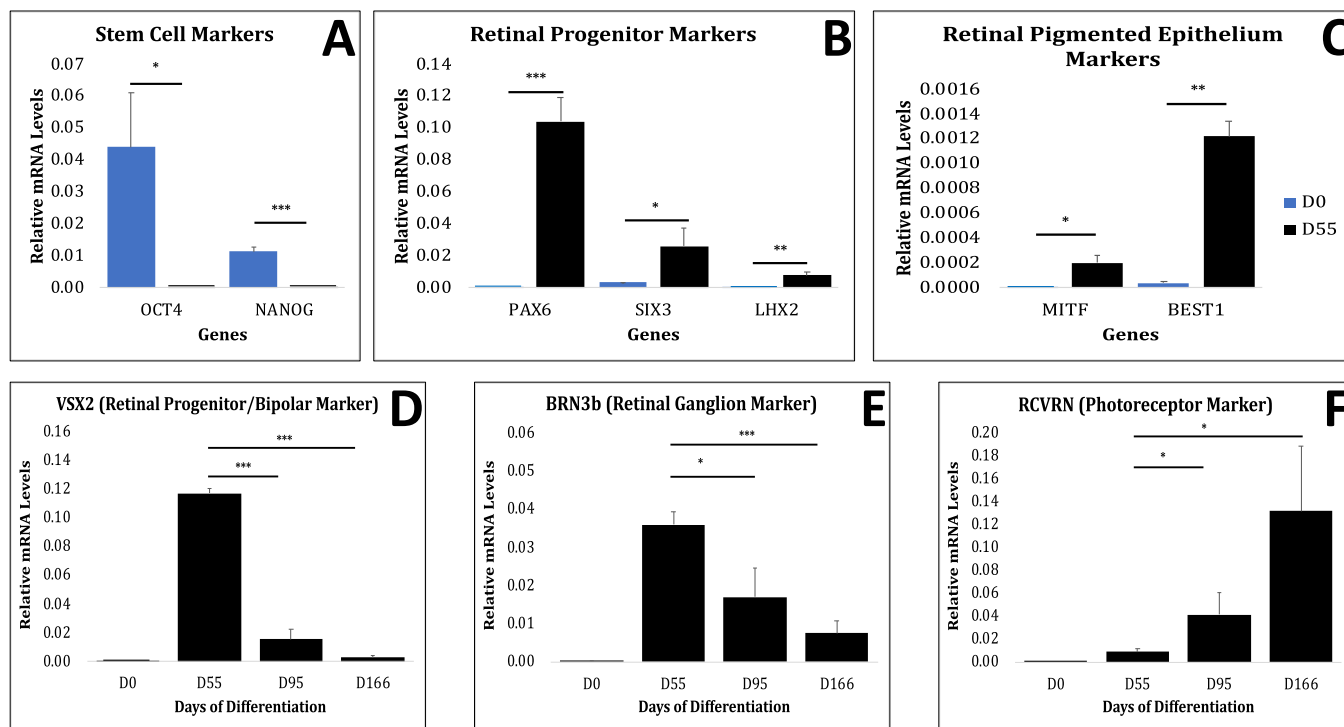 Stem Cell Markers
A
Relative mRNA Levels
0.07
0.06
0.05
0.04
0.03
0.02
0.01
0.00
*
***
OCT4 NANOG
Genes
Retinal Progenitor Markers
B
Relative mRNA Levels
0.14
0.12
0.10
0.08
0.06
0.04
0.02
0.00
***
*
**
PAX6 SIX3 LHX2
Genes
Retinal Pigmented Epithelium
Markers
C
Relative mRNA Levels
0.0016
0.0014
0.0012
0.0010
0.0008
0.0006
0.0004
0.0002
0.0000
*
**
MITF BEST1
Genes
D0
D55
VSX2 (Retinal Progenitor/Bipolar Marker)
D
Relative mRNA Levels
0.16
0.14
0.12
0.10
0.08
0.06
0.04
0.02
0.00
***
***
D0 D55 D95 D166
Days of Differentiation
BRN3b (Retinal Ganglion Marker)
E
Relative mRNA Levels
0.06
0.05
0.04
0.03
0.02
0.01
0.00
***
*
D0 D55 D95 D166
Days of Differentiation
RCVRN (Photoreceptor Marker)
F
Relative mRNA Levels
0.20
0.18
0.16
0.14
0.12
0.10
0.08
0.06
0.04
0.02
0.00
*
*
D0 D55 D95 D166
Days of Differentiation